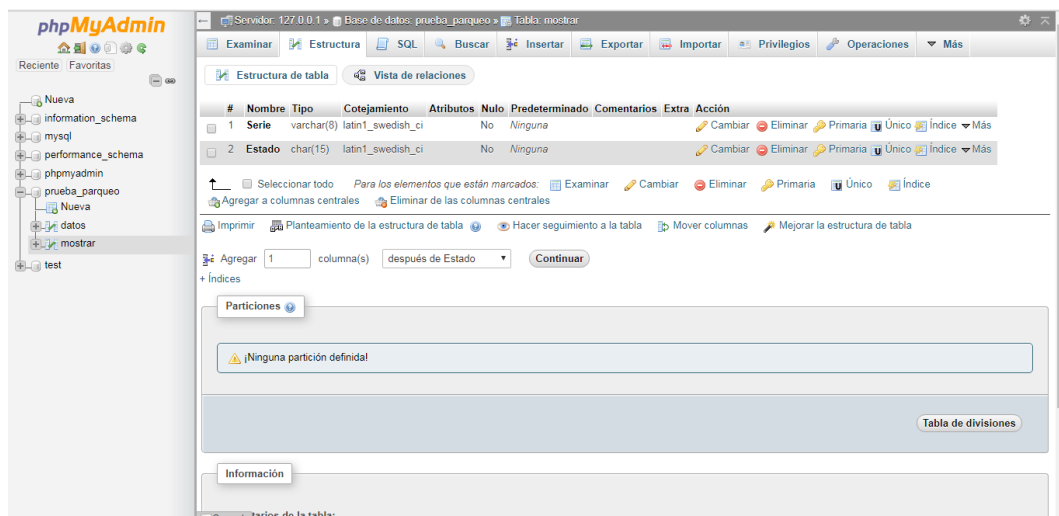 phpMyAdmin
Reciente Favoritas
Nueva
information_schema
mysql
performance_schema
phpmyadmin
prueba_parqueo
Nueva
datos
mostrar
test
Servidor: 127.0.0.1 » Base de datos: prueba_parqueo » Tabla: mostrar
Examinar Estructura SQL Buscar Insertar Exportar Importar Privilegios Operaciones Más
Estructura de tabla Vista de relaciones
# Nombre Tipo Cotejamiento Atributos Nulo Predeterminado Comentarios Extra Acción
1 Serie varchar(8) latin1_swedish_ci No Ninguna Cambiar Eliminar Primaria Único Índice Más
2 Estado char(15) latin1_swedish_ci No Ninguna Cambiar Eliminar Primaria Único Índice Más
Seleccionar todo Para los elementos que están marcados: Examinar Cambiar Eliminar Primaria Único Índice
Agregar a columnas centrales Eliminar de las columnas centrales
Imprimir Planteamiento de la estructura de tabla Hacer seguimiento a la tabla Mover columnas Mejorar la estructura de tabla
Agregar 1 columna(s) después de Estado Continuar
+ Índices
Particiones
¡Ninguna partición definida!
Tabla de divisiones
Información
de la tabla: